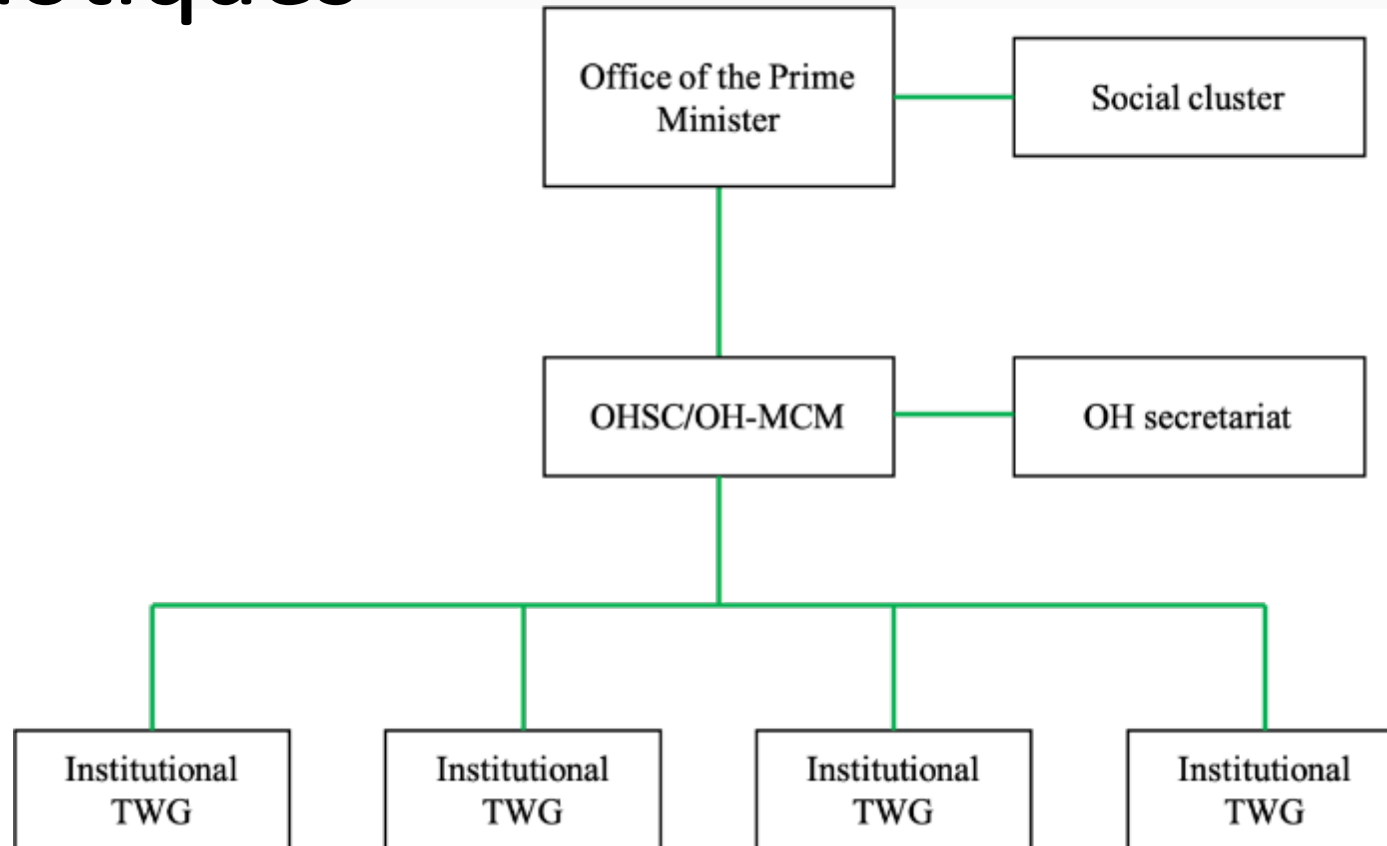 Office of the Prime
Minister
Social cluster
OHSC/OH-MCM
OH secretariat
Institutional
TWG
Institutional
TWG
Institutional
TWG
Institutional
TWG